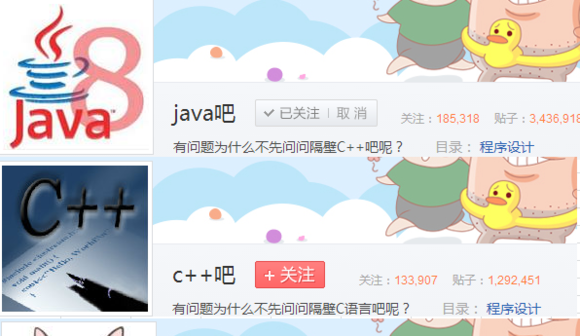 8
Java™
java吧 已关注 取消 关注：185,318 贴子：3,436,918
有问题为什么不先问问隔壁C++吧呢？ 目录：程序设计
C++
void main() {
c++吧 + 关注 关注：133,907 贴子：1,292,451
有问题为什么不先问问隔壁C语言吧呢？ 目录：程序设计